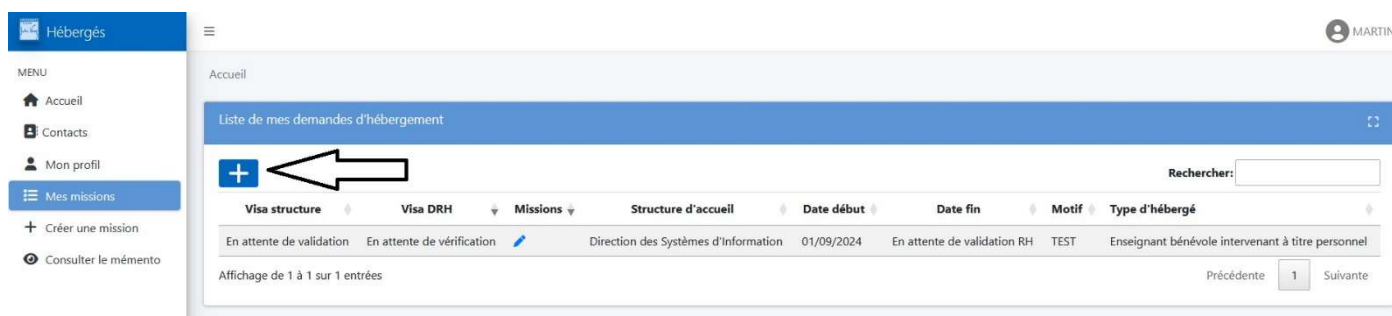 Hébergés
MARTIN
MENU
Accueil
Contacts
Mon profil
Mes missions
Créer une mission
Consulter le mémento
Accueil
Liste de mes demandes d'hébergement
Rechercher:
Visa structure Visa DRH Missions Structure d'accueil Date début Date fin Motif Type d'hébergé
En attente de validation En attente de vérification Direction des Systèmes d'Information 01/09/2024 En attente de validation RH TEST Enseignant bénévole intervenant à titre personnel
Affichage de 1 à 1 sur 1 entrées
Précédente 1 Suivante